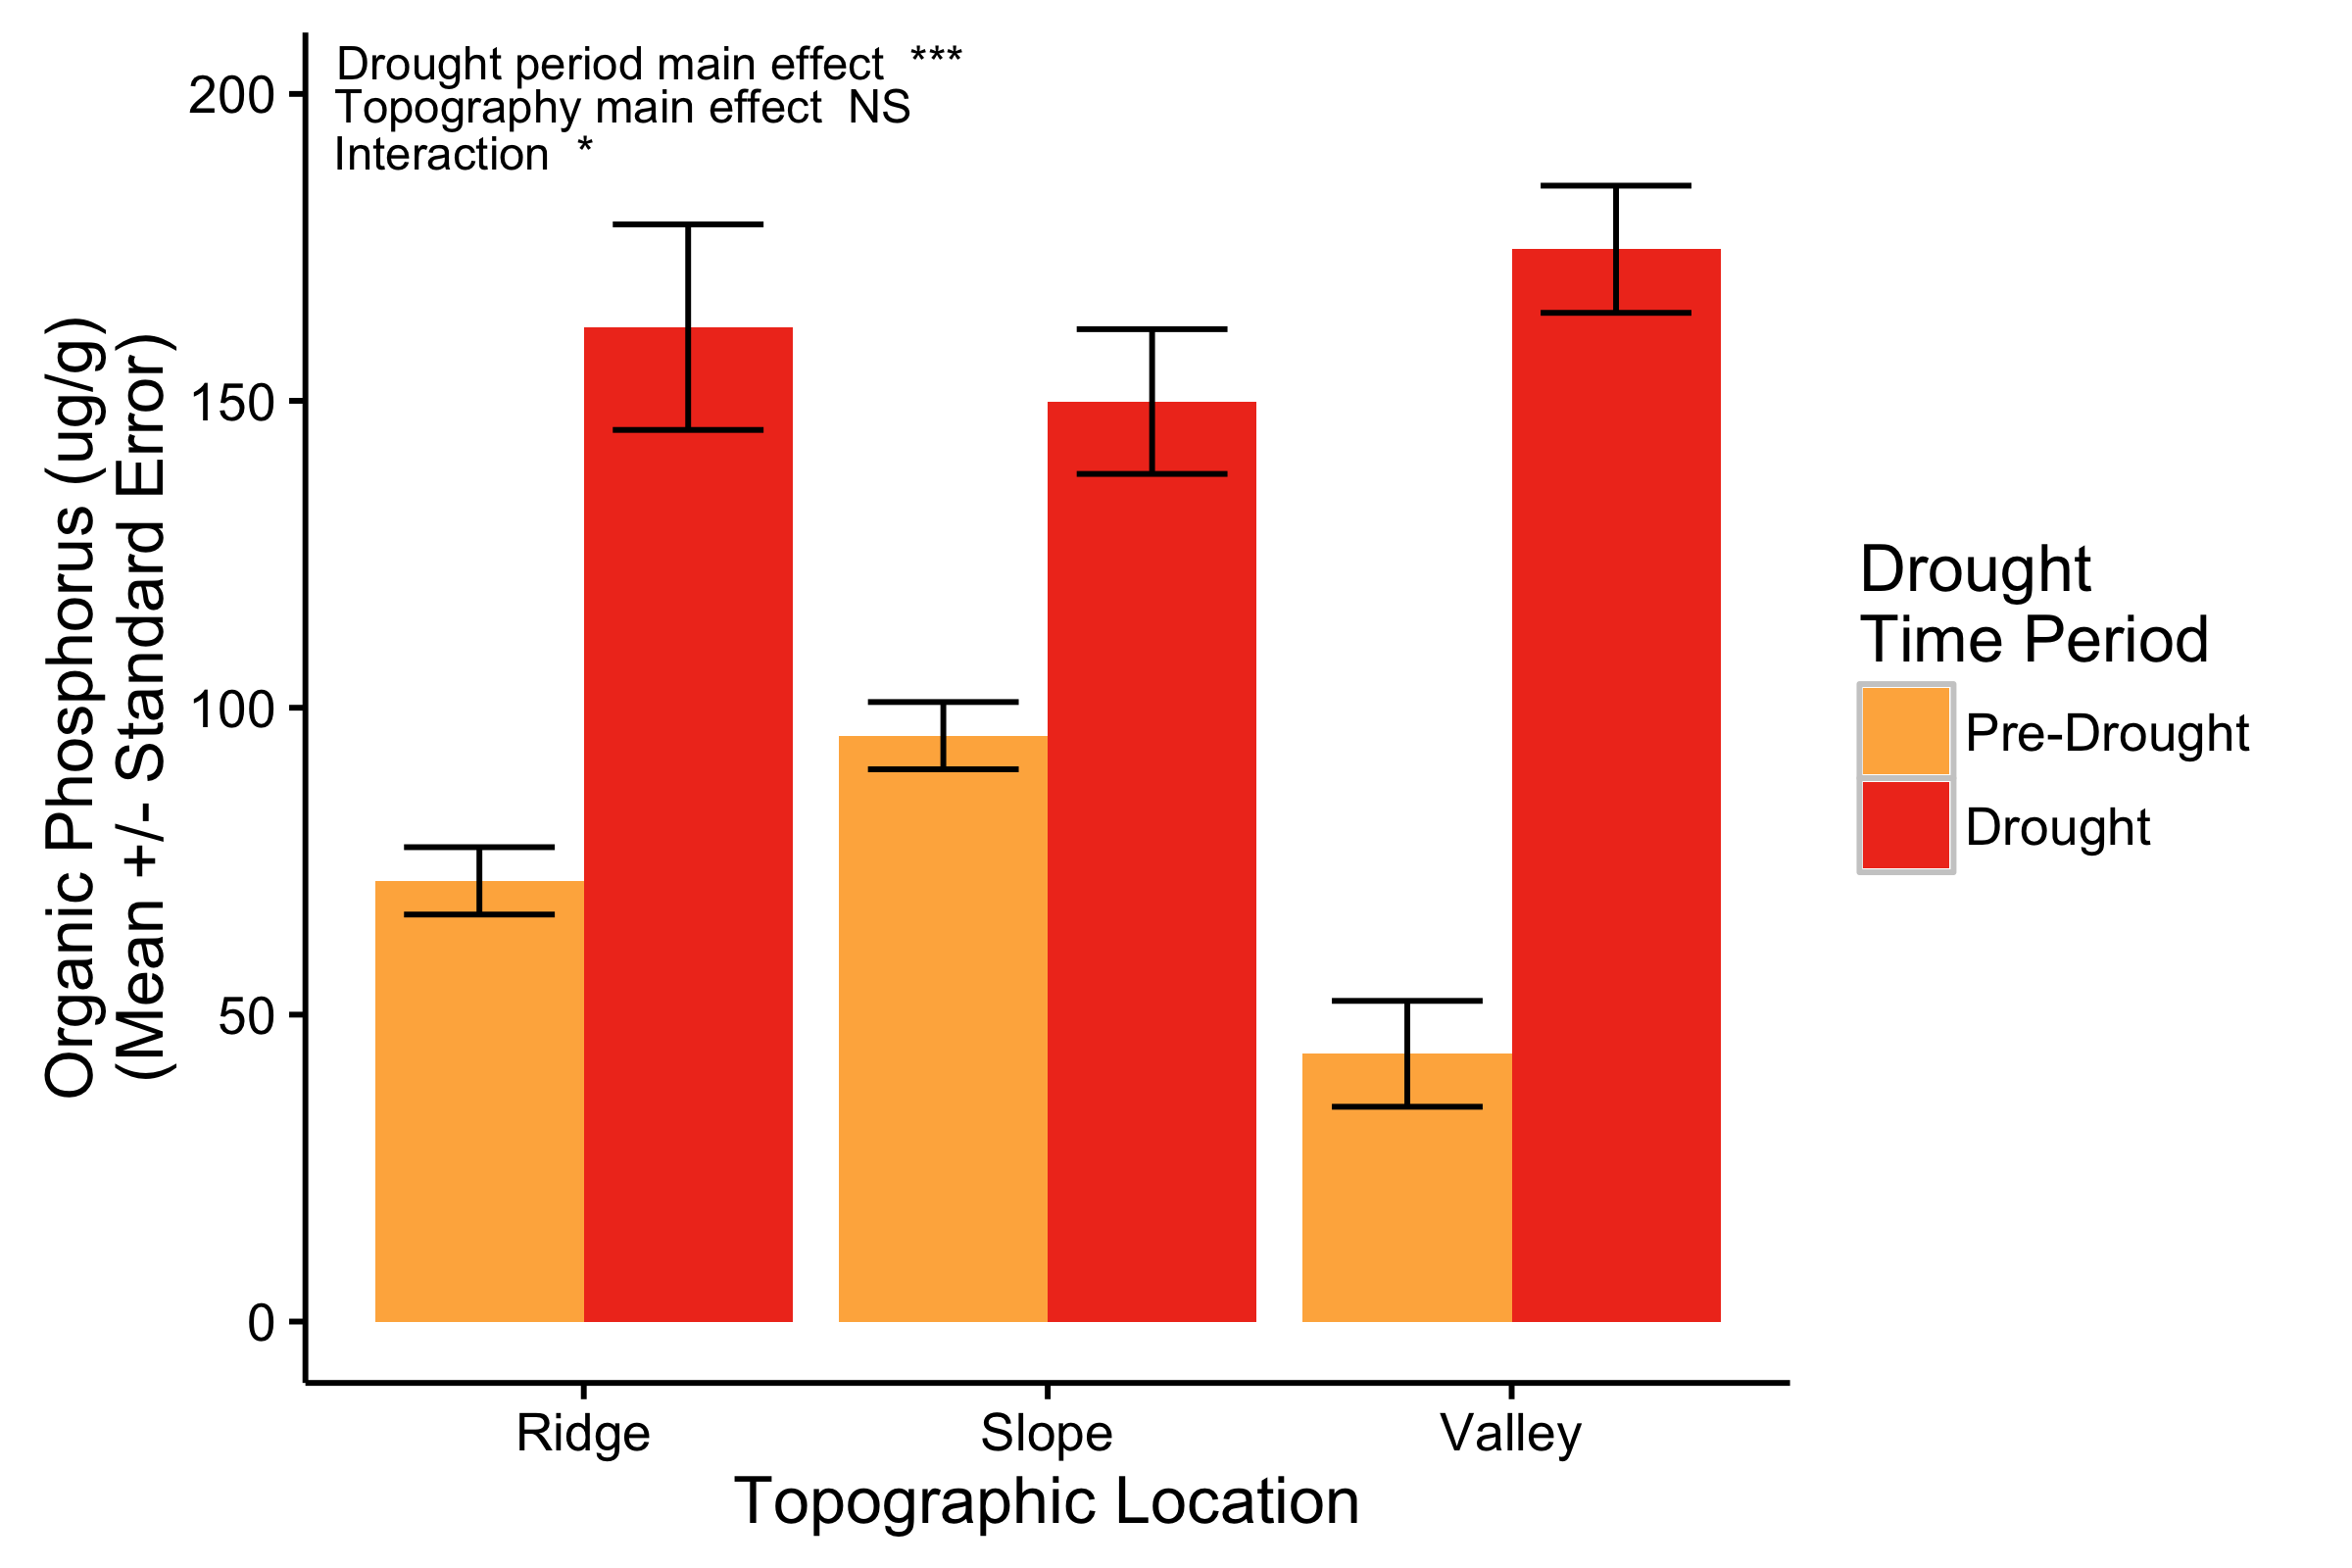 Drought period main effect ***
Topography main effect NS
Interaction *
Organic Phosphorus (ug/g)
(Mean +/- Standard Error)
200
150
100
50
0
Ridge
Slope
Valley
Topographic Location
Drought
Time Period
Pre-Drought
Drought